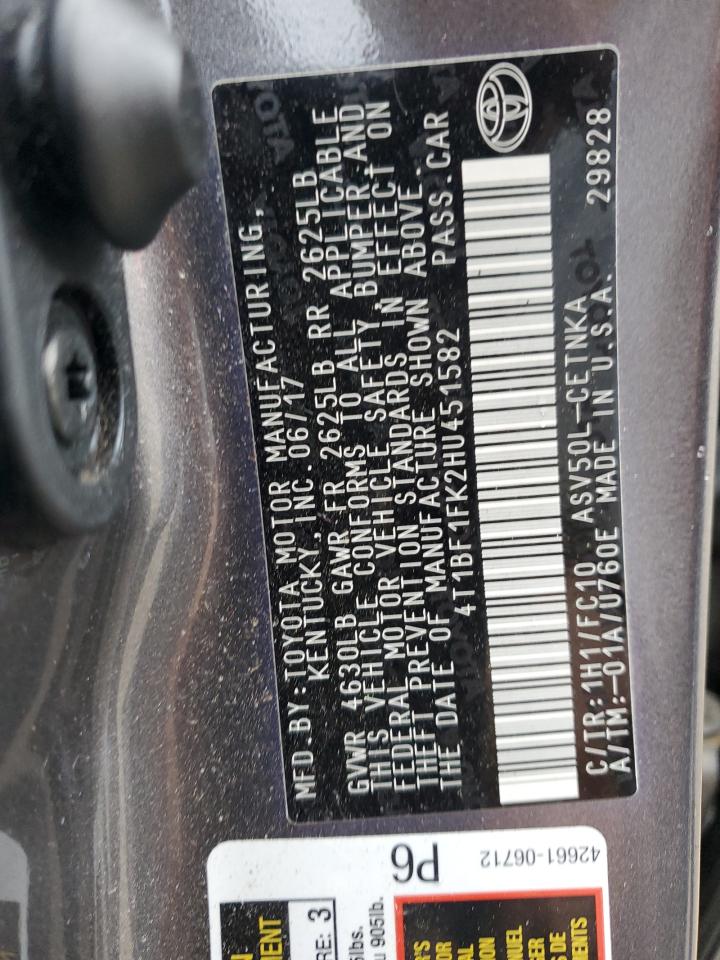 MFD. BY: TOYOTA MOTOR MANUFACTURING,
KENTUCKY, INC. 06/17
GVWR 4630LB GAWR FR 2625LB RR 2625LB
THIS VEHICLE CONFORMS TO ALL APPLICABLE
FEDERAL MOTOR VEHICLE SAFETY, BUMPER, AND
THEFT PREVENTION STANDARDS IN EFFECT ON
THE DATE OF MANUFACTURE SHOWN ABOVE.
4T1BF1FK2HU451582 PASS. CAR
C/TR: 1H1/FC10 ASV50L-CETNKA
A/TM: -01A/U760E MADE IN U.S.A. 29828
P6
42661-06712
3
905lb.